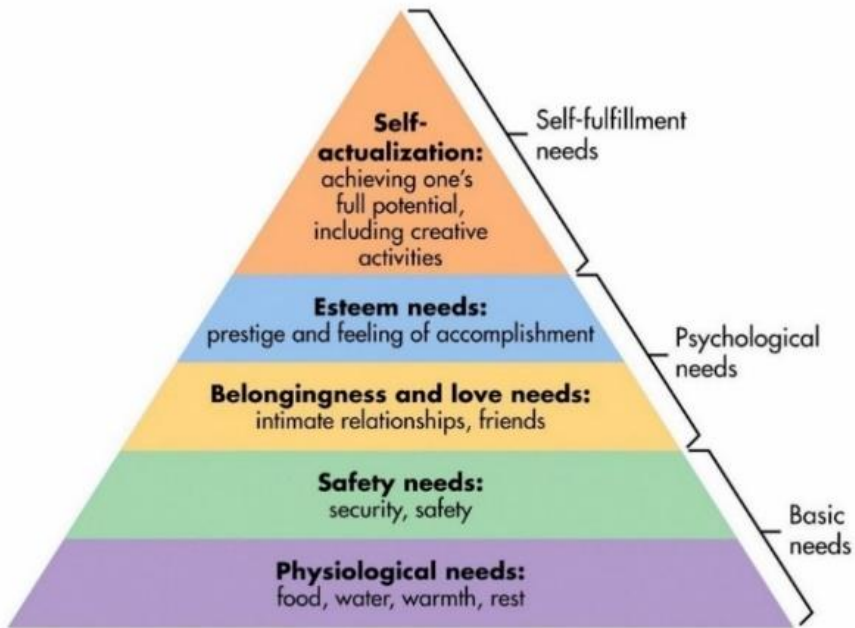 Self-
actualization:
achieving one's
full potential,
including creative
activities
Self-fulfillment
needs
Esteem needs:
prestige and feeling of accomplishment
Belongingness and love needs:
intimate relationships, friends
Psychological
needs
Safety needs:
security, safety
Physiological needs:
food, water, warmth, rest
Basic
needs